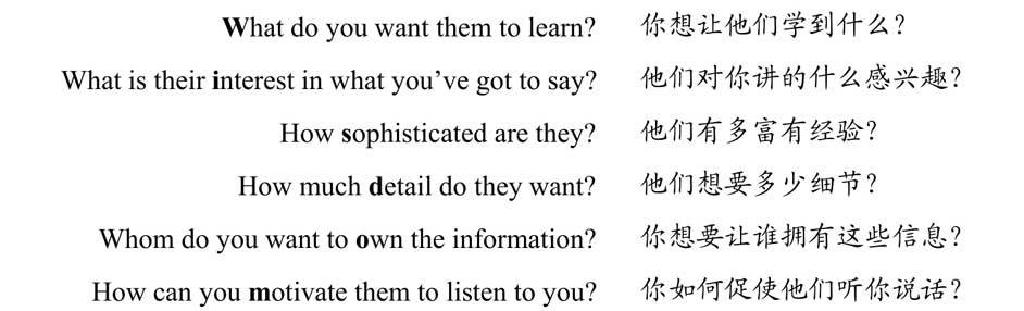 What do you want them to learn? 你想让他们学到什么?
What is their interest in what you’ve got to say? 他们对你讲的什么感兴趣?
How sophisticated are they? 他们有多富有经验?
How much detail do they want? 他们想要多少细节?
Whom do you want to own the information? 你想要让谁拥有这些信息?
How can you motivate them to listen to you? 你如何促使他们听你说话?